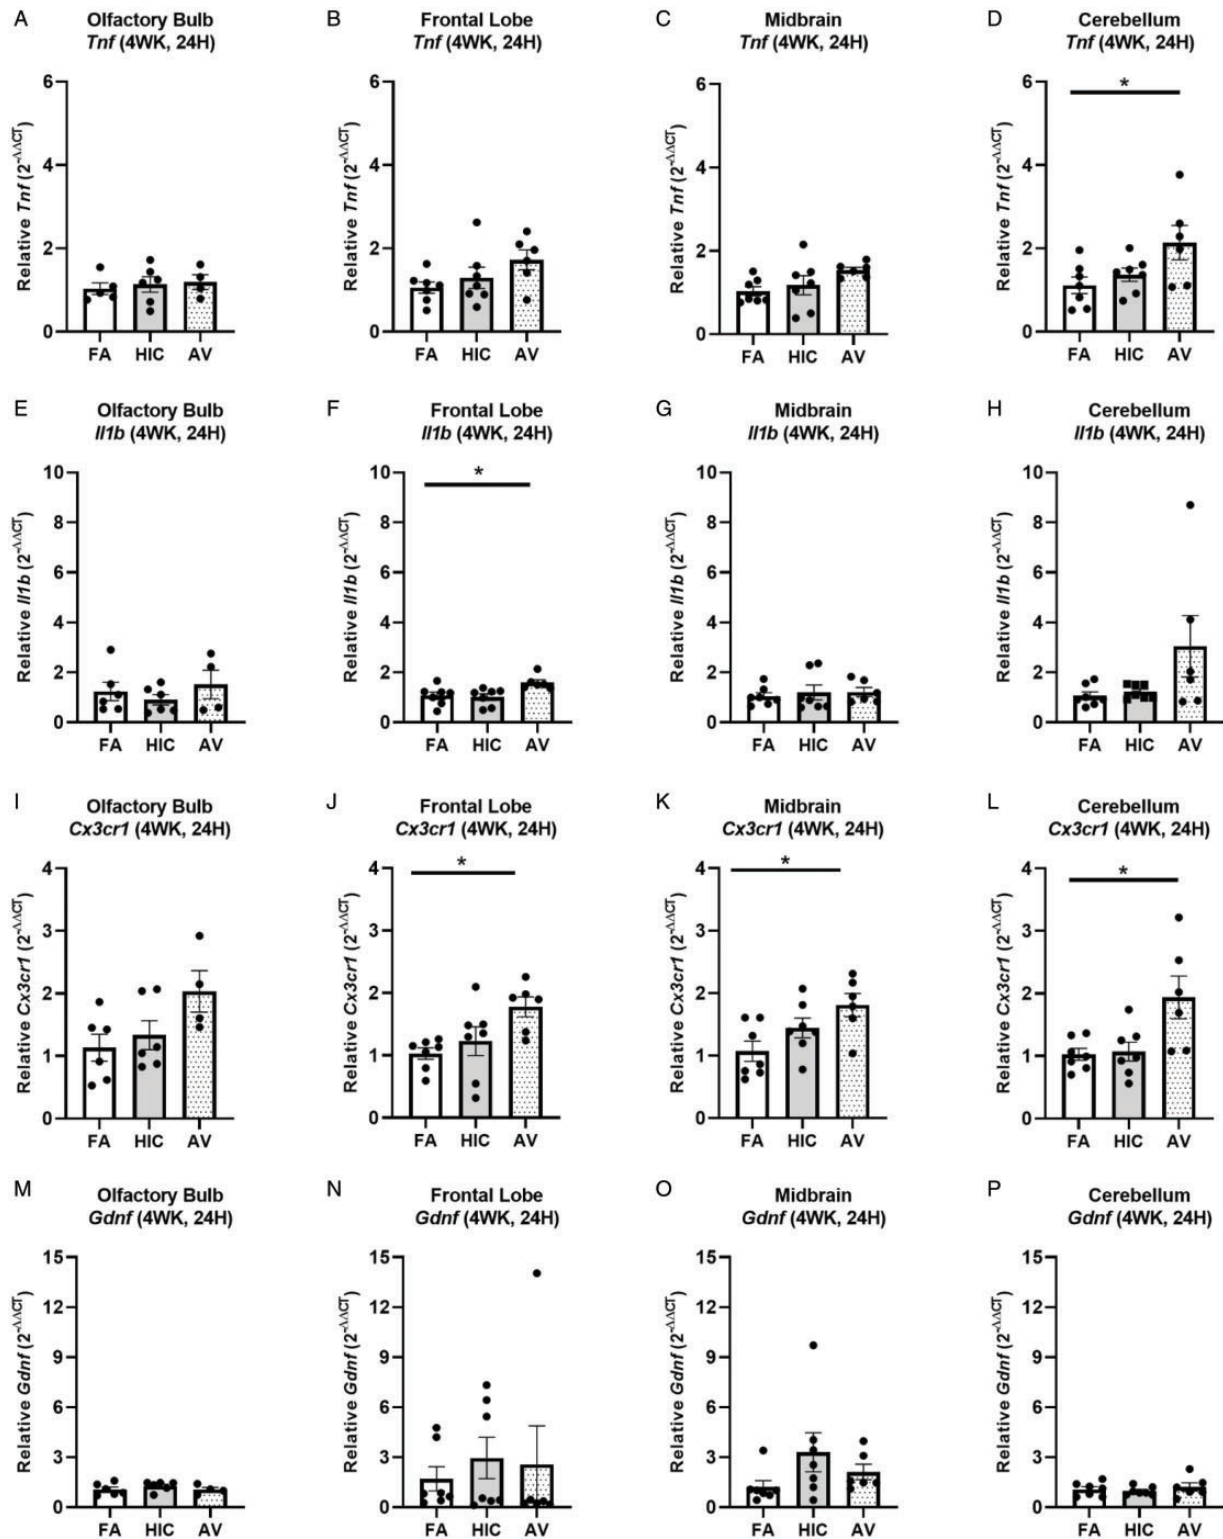 A Olfactory Bulb
Tnf (4WK, 24H)
Relative Tnf (2^-ΔΔCT)
6
4
2
0
FA HIC AV
B Frontal Lobe
Tnf (4WK, 24H)
Relative Tnf (2^-ΔΔCT)
6
4
2
0
FA HIC AV
C Midbrain
Tnf (4WK, 24H)
Relative Tnf (2^-ΔΔCT)
6
4
2
0
FA HIC AV
D Cerebellum
Tnf (4WK, 24H)
Relative Tnf (2^-ΔΔCT)
6
4
2
0
*
FA HIC AV
E Olfactory Bulb
Il1b (4WK, 24H)
Relative Il1b (2^-ΔΔCT)
10
8
6
4
2
0
FA HIC AV
F Frontal Lobe
Il1b (4WK, 24H)
Relative Il1b (2^-ΔΔCT)
10
8
6
4
2
0
*
FA HIC AV
G Midbrain
Il1b (4WK, 24H)
Relative Il1b (2^-ΔΔCT)
10
8
6
4
2
0
FA HIC AV
H Cerebellum
Il1b (4WK, 24H)
Relative Il1b (2^-ΔΔCT)
10
8
6
4
2
0
FA HIC AV
I Olfactory Bulb
Cx3cr1 (4WK, 24H)
Relative Cx3cr1 (2^-ΔΔCT)
4
3
2
1
0
FA HIC AV
J Frontal Lobe
Cx3cr1 (4WK, 24H)
Relative Cx3cr1 (2^-ΔΔCT)
4
3
2
1
0
*
FA HIC AV
K Midbrain
Cx3cr1 (4WK, 24H)
Relative Cx3cr1 (2^-ΔΔCT)
4
3
2
1
0
*
FA HIC AV
L Cerebellum
Cx3cr1 (4WK, 24H)
Relative Cx3cr1 (2^-ΔΔCT)
4
3
2
1
0
*
FA HIC AV
M Olfactory Bulb
Gdnf (4WK, 24H)
Relative Gdnf (2^-ΔΔCT)
15
12
9
6
3
0
FA HIC AV
N Frontal Lobe
Gdnf (4WK, 24H)
Relative Gdnf (2^-ΔΔCT)
15
12
9
6
3
0
FA HIC AV
O Midbrain
Gdnf (4WK, 24H)
Relative Gdnf (2^-ΔΔCT)
15
12
9
6
3
0
FA HIC AV
P Cerebellum
Gdnf (4WK, 24H)
Relative Gdnf (2^-ΔΔCT)
15
12
9
6
3
0
FA HIC AV